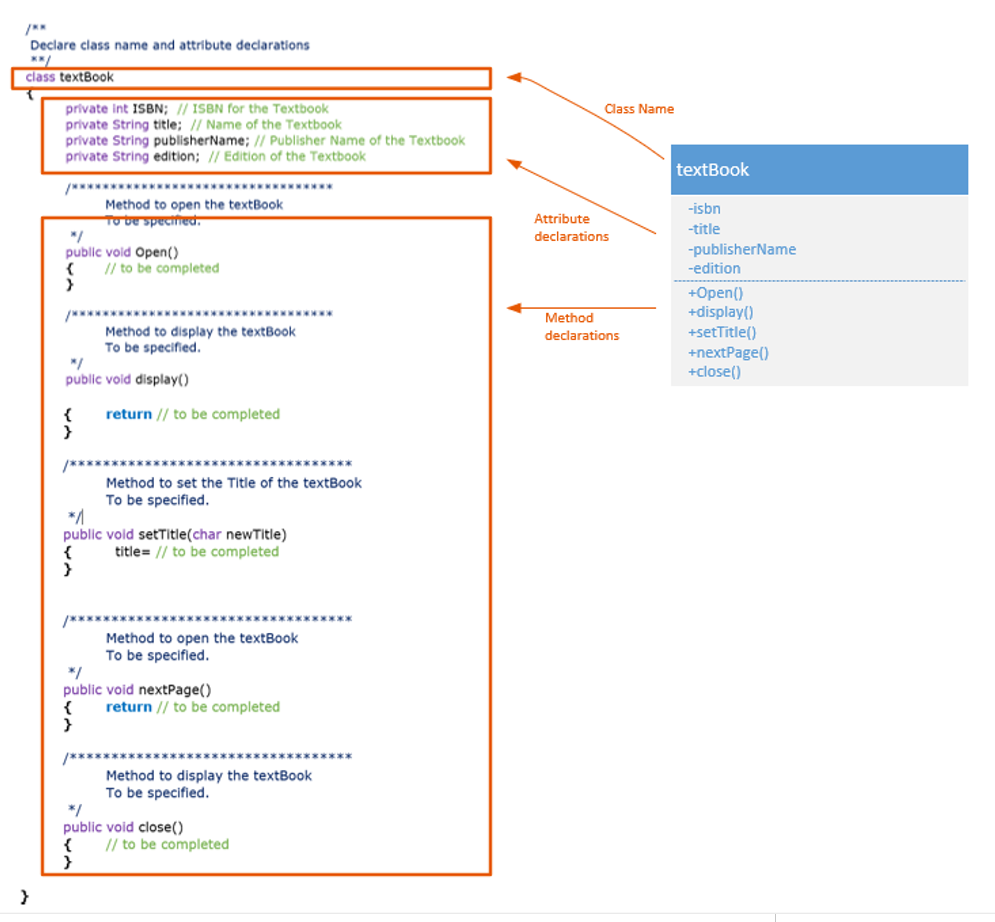 /**
Declare class name and attribute declarations
**/
class textBook
{
private int ISBN; // ISBN for the Textbook
private String title; // Name of the Textbook
private String publisherName; // Publisher Name of the Textbook
private String edition; // Edition of the Textbook
/**********************************
Method to open the textBook
To be specified.
*/
public void Open()
{ // to be completed
}
/**********************************
Method to display the textBook
To be specified.
*/
public void display()
{ return // to be completed
}
/**********************************
Method to set the Title of the textBook
To be specified.
*/
public void setTitle(char newTitle)
{ title= // to be completed
}
/**********************************
Method to open the textBook
To be specified.
*/
public void nextPage()
{ return // to be completed
}
/**********************************
Method to display the textBook
To be specified.
*/
public void close()
{ // to be completed
}
}
Class Name
Attribute
declarations
Method
declarations
textBook
-isbn
-title
-publisherName
-edition
+Open()
+display()
+setTitle()
+nextPage()
+close()